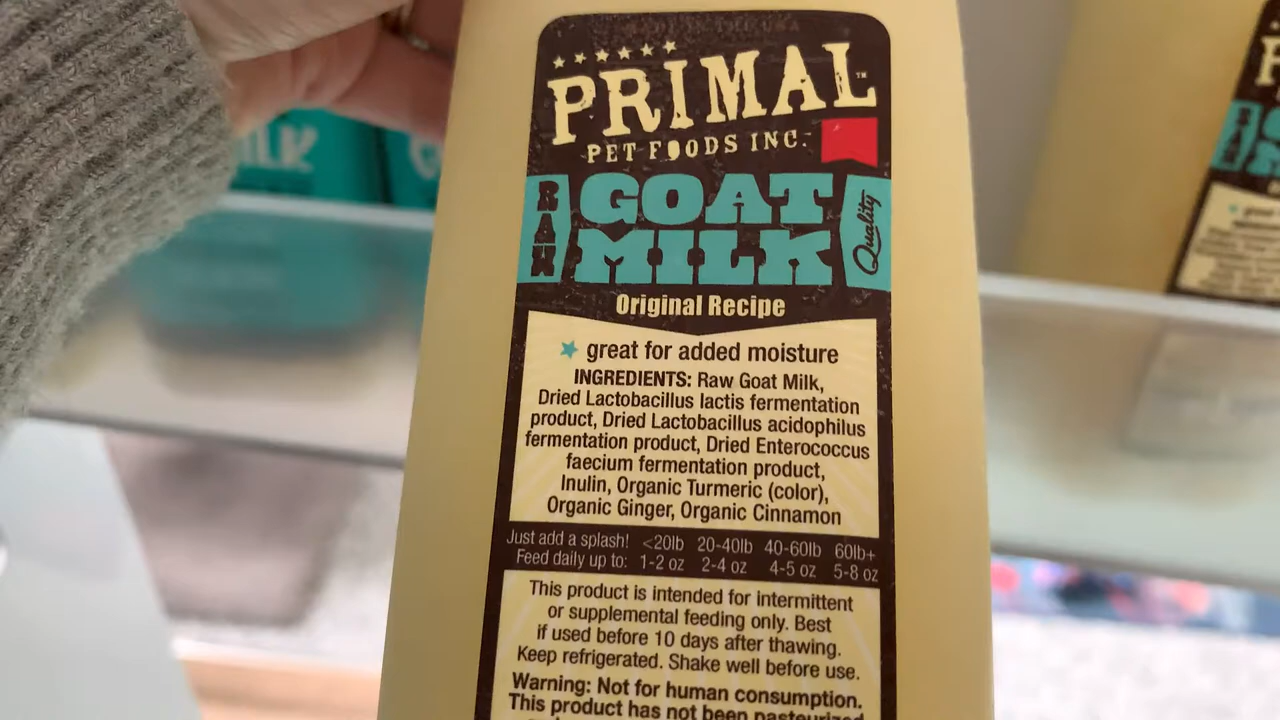 PRIMAL™
PET FOODS INC.
RAW
GOAT
MILK
Quality
Original Recipe
great for added moisture
INGREDIENTS: Raw Goat Milk,
Dried Lactobacillus lactis fermentation
product, Dried Lactobacillus acidophilus
fermentation product, Dried Enterococcus
faecium fermentation product,
Inulin, Organic Turmeric (color),
Organic Ginger, Organic Cinnamon
Just add a splash! <20lb 20-40lb 40-60lb 60lb+
Feed daily up to: 1-2 oz 2-4 oz 4-5 oz 5-8 oz
This product is intended for intermittent
or supplemental feeding only. Best
if used before 10 days after thawing.
Keep refrigerated. Shake well before use.
Warning: Not for human consumption.
This product has not been pasteurized